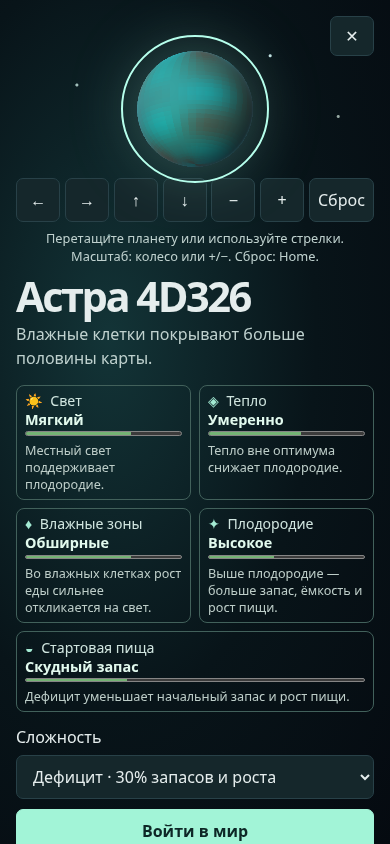 ✕
← → ↑ ↓ − + Сброс
Перетащите планету или используйте стрелки.
Масштаб: колесо или +/−. Сброс: Home.
Астра 4D326
Влажные клетки покрывают больше
половины карты.
☀️ Свет
Мягкий
Местный свет
поддерживает
плодородие.
◈ Тепло
Умеренно
Тепло вне оптимума
снижает плодородие.
♦ Влажные зоны
Обширные
Во влажных клетках рост
еды сильнее
откликается на свет.
✦ Плодородие
Высокое
Выше плодородие —
больше запас, ёмкость и
рост пищи.
◒ Стартовая пища
Скудный запас
Дефицит уменьшает начальный запас и рост пищи.
Сложность
Дефицит · 30% запасов и роста
Войти в мир